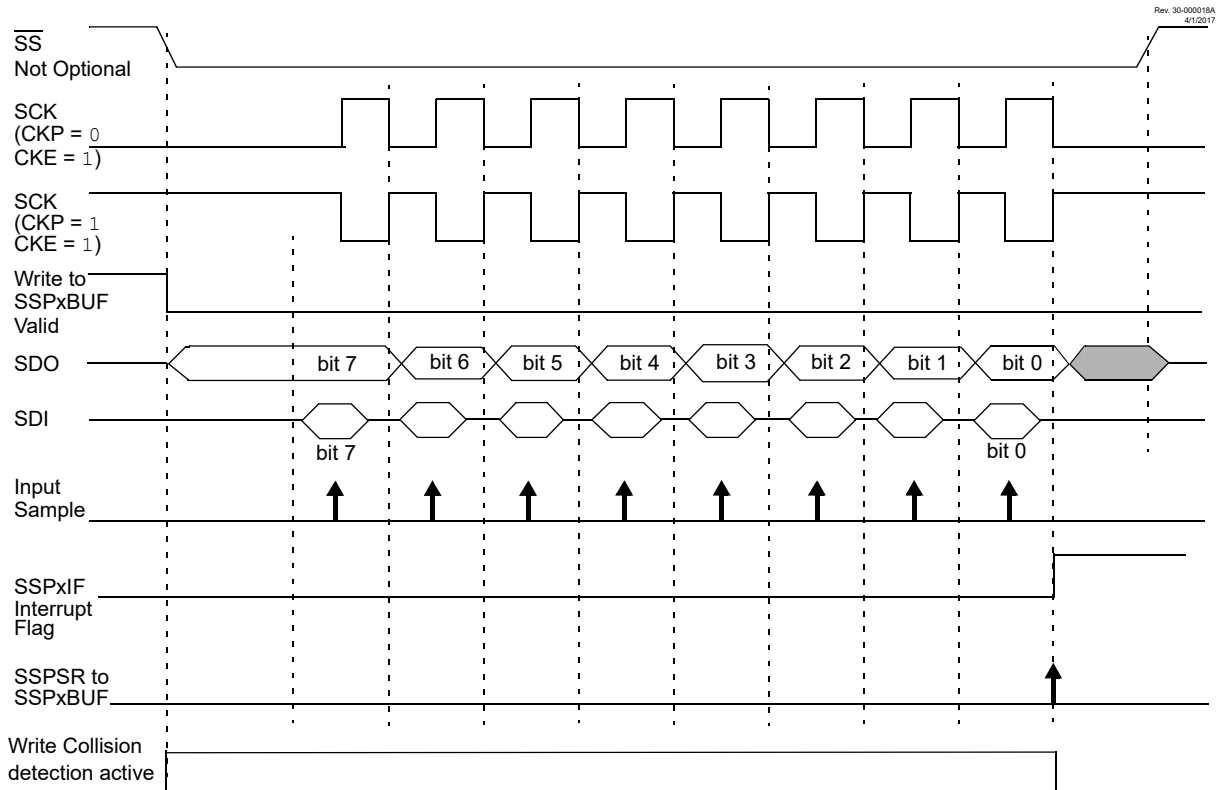 Rev. 30-000018A
4/1/2017
SS
Not Optional
SCK
(CKP = 0
CKE = 1)
SCK
(CKP = 1
CKE = 1)
Write to
SSPxBUF
Valid
SDO
bit 7
bit 6
bit 5
bit 4
bit 3
bit 2
bit 1
bit 0
SDI
bit 7
bit 0
Input
Sample
SSPxIF
Interrupt
Flag
SSPSR to
SSPxBUF
Write Collision
detection active